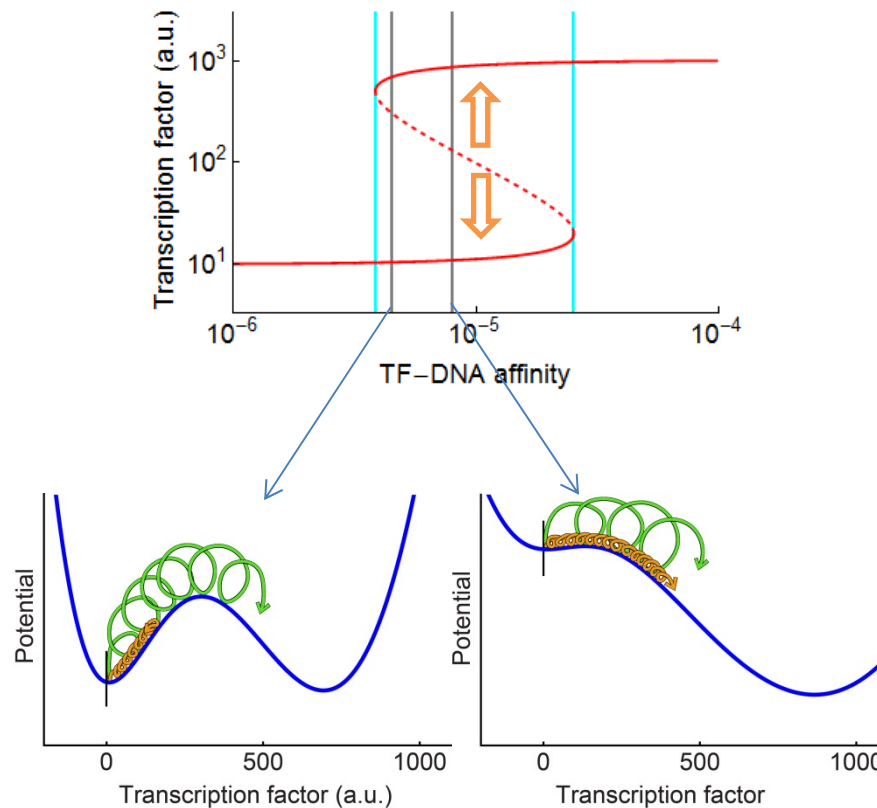 Transcription factor (a.u.)
10³
10²
10¹
10⁻⁶
10⁻⁵
10⁻⁴
TF–DNA affinity
Potential
0
500
1000
Transcription factor (a.u.)
Potential
0
500
1000
Transcription factor